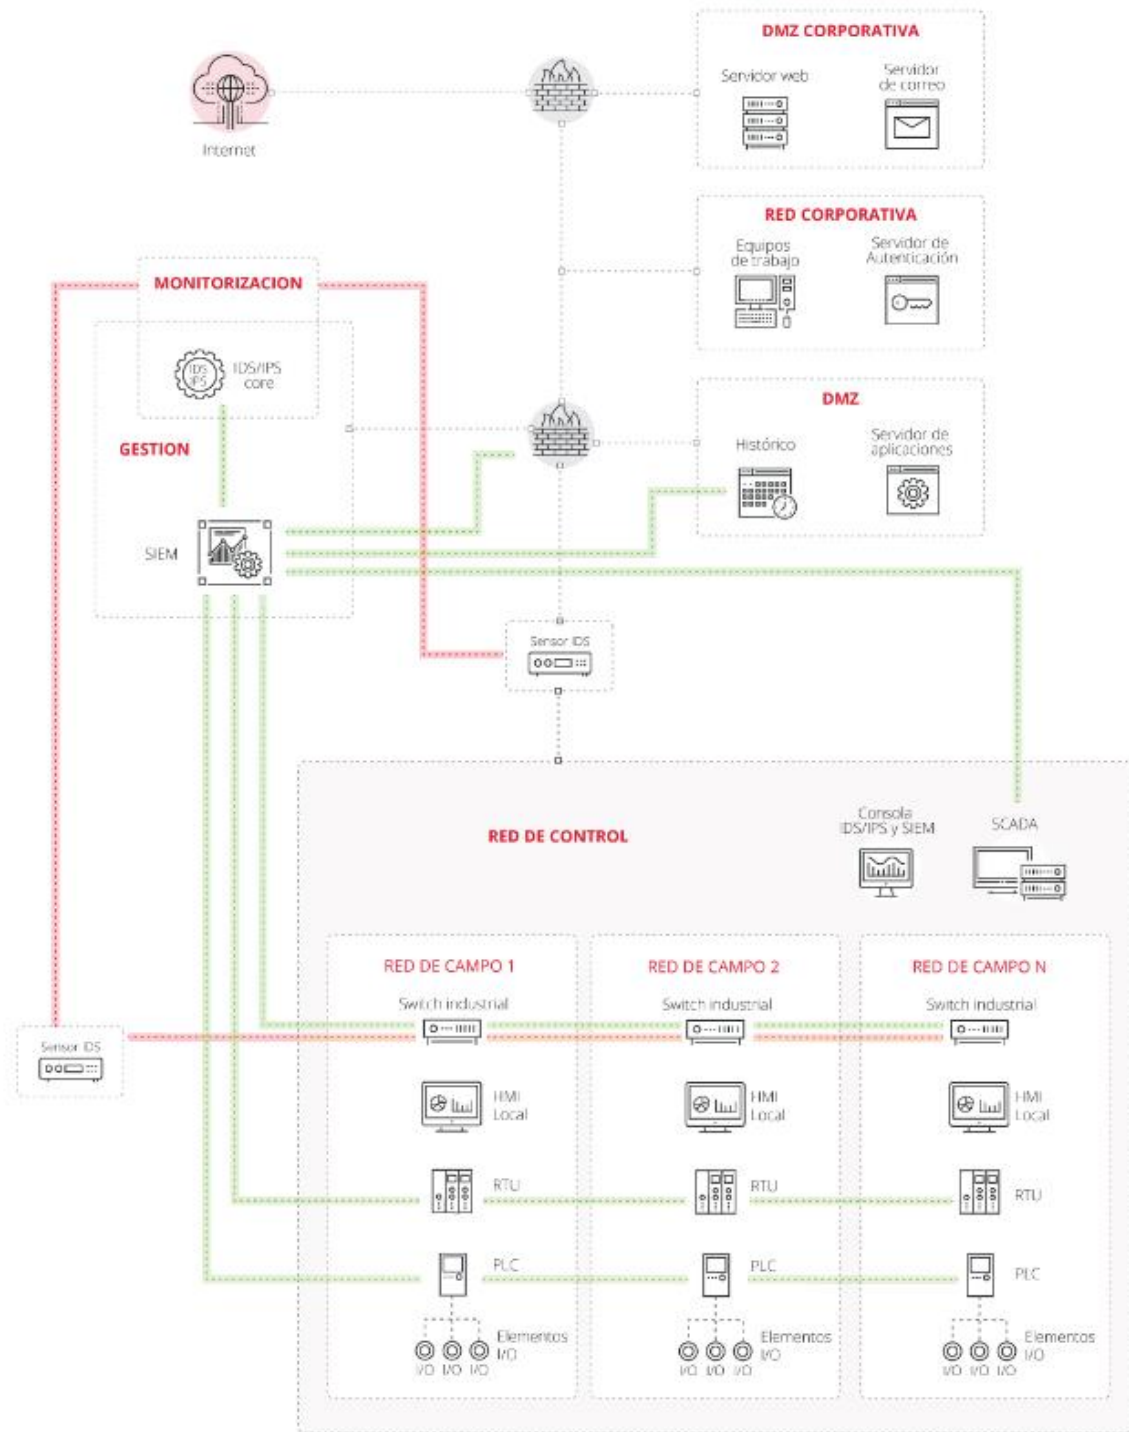 DMZ CORPORATIVA
Servidor web
Servidor
de correo
Internet
RED CORPORATIVA
Equipos
de trabajo
Servidor de
Autenticación
MONITORIZACION
IDS
IPS
IDS/IPS
core
GESTION
SIEM
DMZ
Histórico
Servidor de
aplicaciones
Sensor IDS
RED DE CONTROL
Consola
IDS/IPS y SIEM
SCADA
RED DE CAMPO 1
RED DE CAMPO 2
RED DE CAMPO N
Switch industrial
Switch industrial
Switch industrial
Sensor IDS
HMI
Local
HMI
Local
HMI
Local
RTU
RTU
RTU
PLC
PLC
PLC
Elementos
I/O
I/O I/O I/O
Elementos
I/O
I/O I/O I/O
Elementos
I/O
I/O I/O I/O